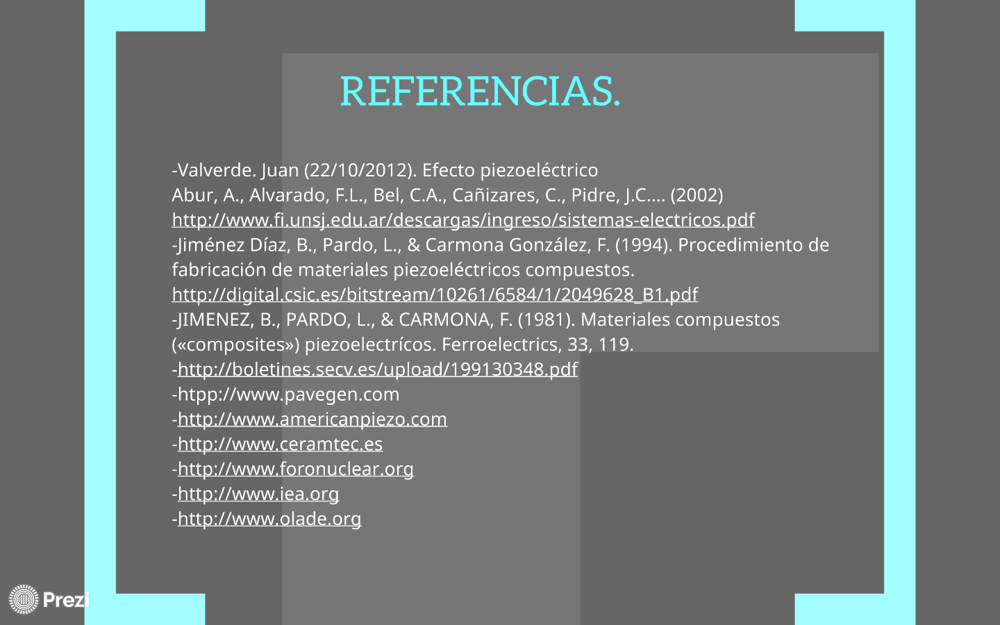 REFERENCIAS.
-Valverde. Juan (22/10/2012). Efecto piezoeléctrico
Abur, A., Alvarado, F.L., Bel, C.A., Cañizares, C., Pidre, J.C.... (2002)
http://www.fi.unsj.edu.ar/descargas/ingreso/sistemas-electricos.pdf
-Jiménez Díaz, B., Pardo, L., & Carmona González, F. (1994). Procedimiento de
fabricación de materiales piezoeléctricos compuestos.
http://digital.csic.es/bitstream/10261/6584/1/2049628_B1.pdf
-JIMENEZ, B., PARDO, L., & CARMONA, F. (1981). Materiales compuestos
(«composites») piezoelectrícos. Ferroelectrics, 33, 119.
-http://boletines.secv.es/upload/199130348.pdf
-htpp://www.pavegen.com
-http://www.americanpiezo.com
-http://www.ceramtec.es
-http://www.foronuclear.org
-http://www.iea.org
-http://www.olade.org
Prezi